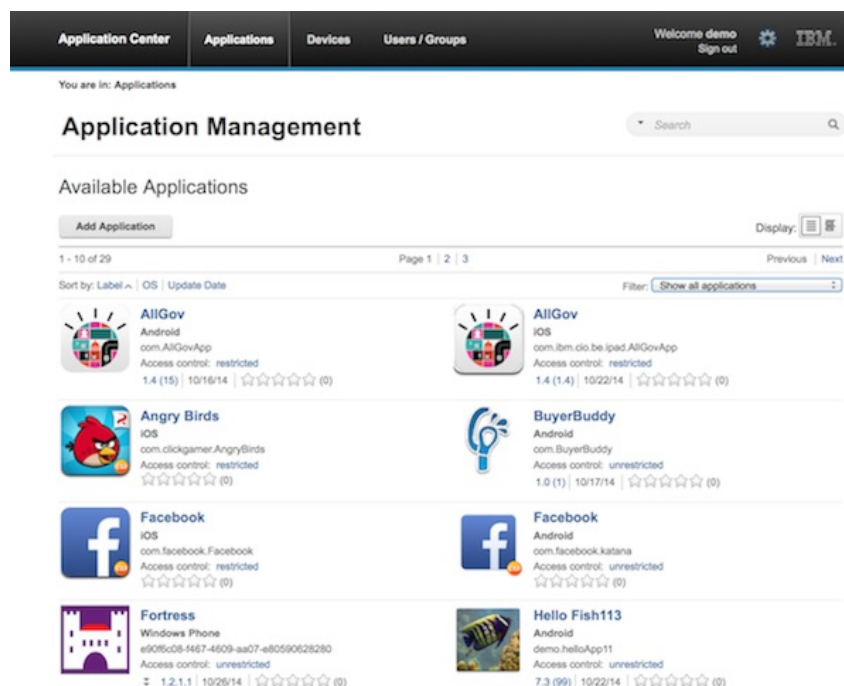 Application Center Applications Devices Users / Groups Welcome demo Sign out IBM.
You are in: Applications
Application Management
Search
Available Applications
Add Application
Display:
1 - 10 of 29 Page 1 | 2 | 3 Previous | Next
Sort by: Label | OS | Update Date Filter: Show all applications
AllGov
Android
com.AllGovApp
Access control: restricted
1.4 (15) | 10/16/14 | (0)
AllGov
iOS
com.ibm.cio.be.ipad.AllGovApp
Access control: restricted
1.4 (1.4) | 10/22/14 | (0)
Angry Birds
iOS
com.clickgamer.AngryBirds
Access control: restricted
(0)
BuyerBuddy
Android
com.BuyerBuddy
Access control: unrestricted
1.0 (1) | 10/17/14 | (0)
Facebook
iOS
com.facebook.Facebook
Access control: restricted
(0)
Facebook
Android
com.facebook.katana
Access control: unrestricted
(0)
Fortress
Windows Phone
e90f6c08-f467-4609-aa07-e80590628280
Access control: unrestricted
1.2.1.1 | 10/26/14 | (0)
Hello Fish113
Android
demo.helloApp11
Access control: unrestricted
7.3 (99) | 10/22/14 | (0)